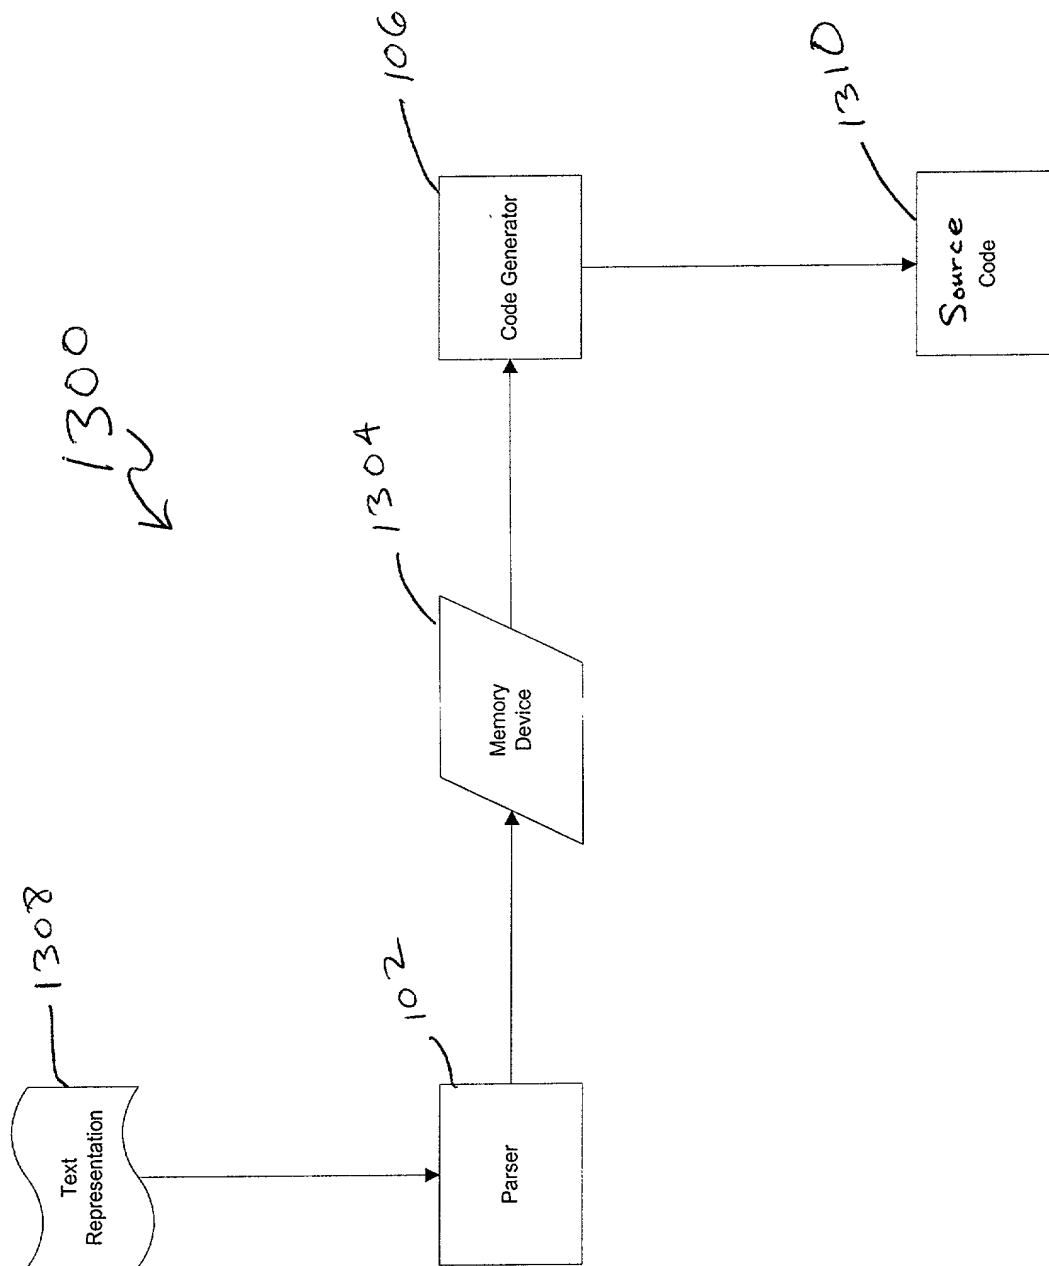 1300
1308
Text
Representation
102
Parser
1304
Memory
Device
106
Code Generator
1310
Source
Code